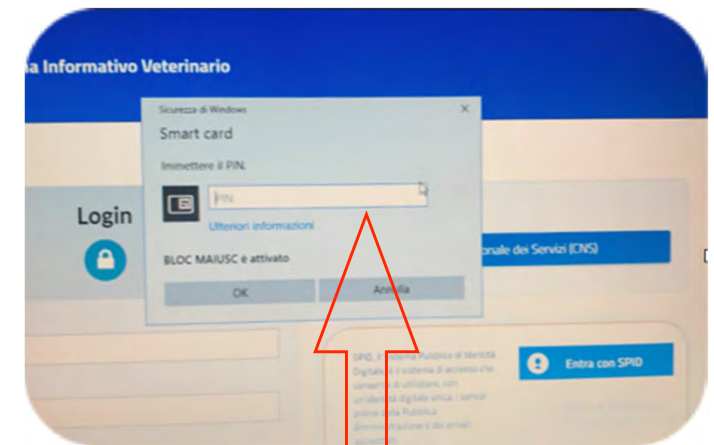 a Informativo Veterinario
Sicurezza di Windows
Smart card
Immettere il PIN.
PIN
Ulteriori informazioni
BLOC MAIUSC è attivato
OK
Annulla
Login
onale dei Servizi (CNS)
SPID, il Sistema Pubblico di Identità
Digitale, è il sistema di accesso che
consente di utilizzare, con
un'identità digitale unica, i servizi
online della Pubblica
Amministrazione e dei privati
accreditati
Entra con SPID